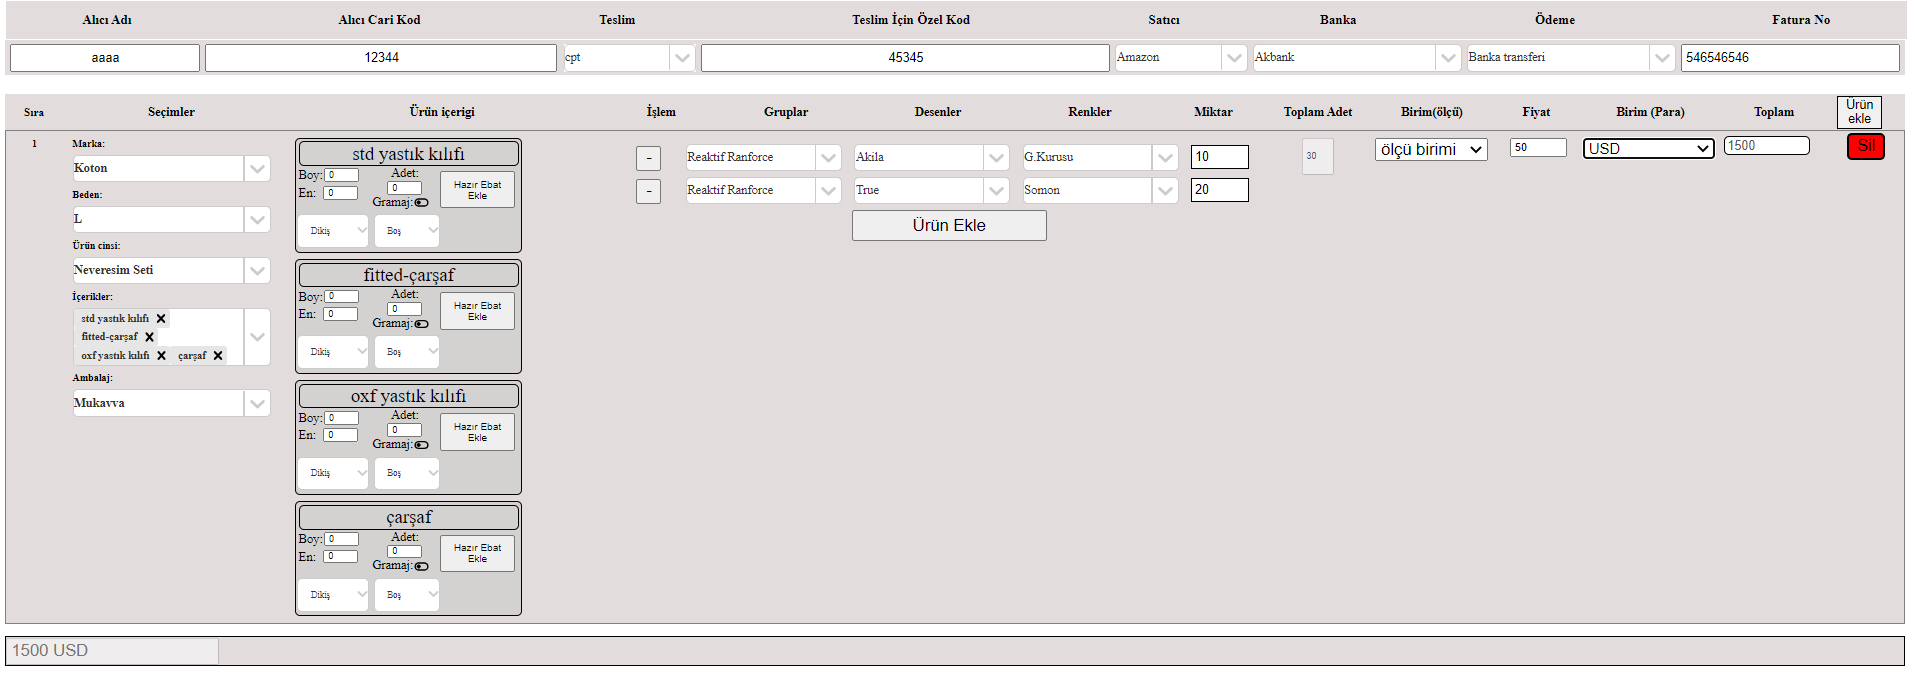 Alıcı Adı Alıcı Cari Kod Teslim Teslim İçin Özel Kod Satıcı Banka Ödeme Fatura No
aaaa 12344 cpt 45345 Amazon Akbank Banka transferi 546546546
Sıra Seçimler Ürün içerigi İşlem Gruplar Desenler Renkler Miktar Toplam Adet Birim(ölçü) Fiyat Birim (Para) Toplam Ürün ekle
1
Marka:
Koton
Beden:
L
Ürün cinsi:
Neveresim Seti
İçerikler:
std yastık kılıfı
fitted-çarşaf
oxf yastık kılıfı çarşaf
Ambalaj:
Mukavva
std yastık kılıfı
Boy: 0 Adet:
En: 0 0
Gramaj:
Hazır Ebat
Ekle
Dikiş Boş
fitted-çarşaf
Boy: 0 Adet:
En: 0 0
Gramaj:
Hazır Ebat
Ekle
Dikiş Boş
oxf yastık kılıfı
Boy: 0 Adet:
En: 0 0
Gramaj:
Hazır Ebat
Ekle
Dikiş Boş
çarşaf
Boy: 0 Adet:
En: 0 0
Gramaj:
Hazır Ebat
Ekle
Dikiş Boş
- Reaktif Ranforce Akila G.Kurusu 10
- Reaktif Ranforce True Somon 20
Ürün Ekle
30 ölçü birimi 50 USD 1500 Sil
1500 USD